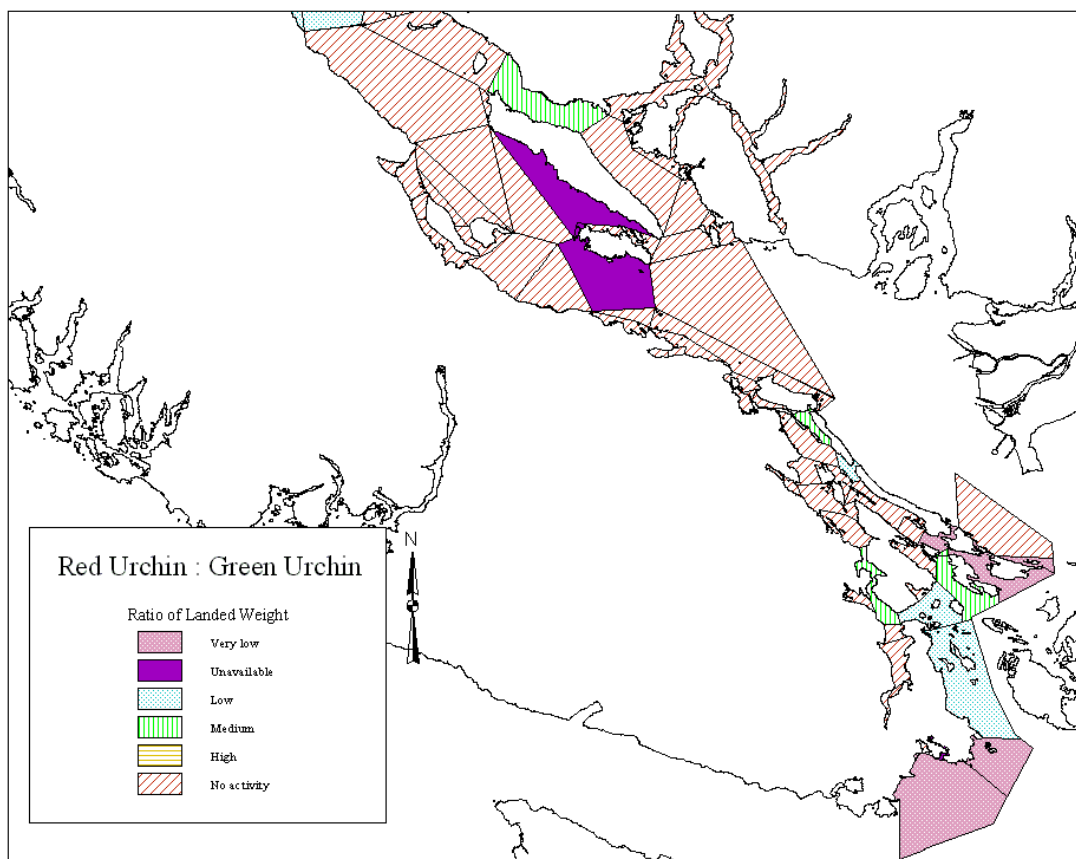 N
Red Urchin : Green Urchin
Ratio of Landed Weight
Very low
Unavailable
Low
Medium
High
No activity